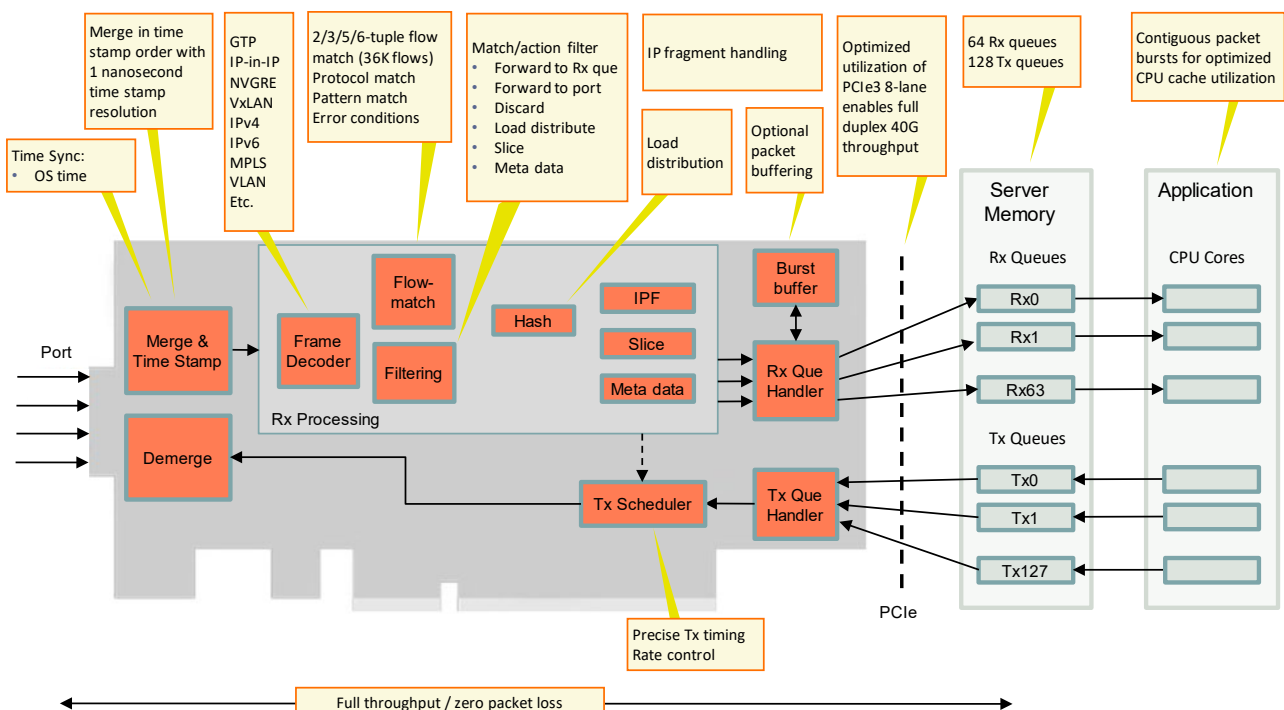 Merge in time
stamp order with
1 nanosecond
time stamp
resolution
Time Sync:
• OS time
GTP
IP-in-IP
NVGRE
VxLAN
IPv4
IPv6
MPLS
VLAN
Etc.
2/3/5/6-tuple flow
match (36K flows)
Protocol match
Pattern match
Error conditions
Match/action filter
• Forward to Rx que
• Forward to port
• Discard
• Load distribute
• Slice
• Meta data
IP fragment handling
Load
distribution
Optional
packet
buffering
Optimized
utilization of
PCIe3 8-lane
enables full
duplex 40G
throughput
64 Rx queues
128 Tx queues
Contiguous packet
bursts for optimized
CPU cache utilization
Port
Merge &
Time Stamp
Demerge
Frame
Decoder
Flow-
match
Filtering
Hash
IPF
Slice
Meta data
Rx Processing
Burst
buffer
Rx Que
Handler
Tx Scheduler
Tx Que
Handler
PCIe
Server
Memory
Rx Queues
Rx0
Rx1
Rx63
Tx Queues
Tx0
Tx1
Tx127
Application
CPU Cores
Precise Tx timing
Rate control
Full throughput / zero packet loss